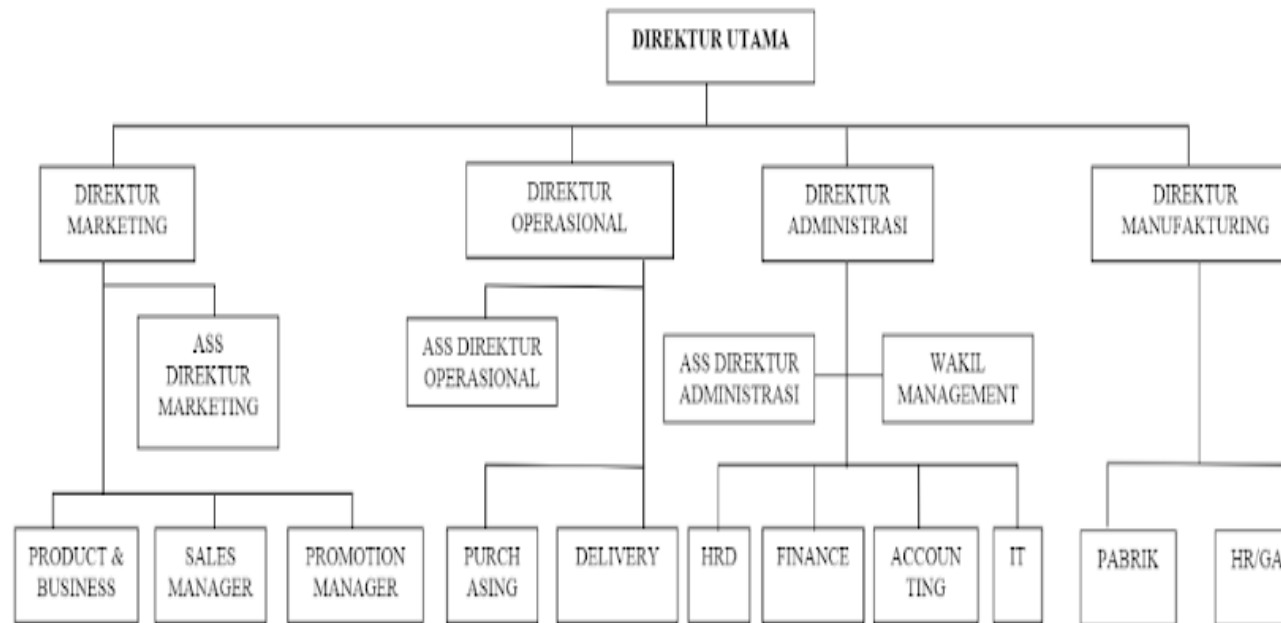 DIREKTUR UTAMA
DIREKTUR
MARKETING
DIREKTUR
OPERASIONAL
DIREKTUR
ADMINISTRASI
DIREKTUR
MANUFAKTURING
ASS
DIREKTUR
MARKETING
ASS DIREKTUR
OPERASIONAL
ASS DIREKTUR
ADMINISTRASI
WAKIL
MANAGEMENT
PRODUCT &
BUSINESS
SALES
MANAGER
PROMOTION
MANAGER
PURCH
ASING
DELIVERY
HRD
FINANCE
ACCOUN
TING
IT
PABRIK
HR/GA